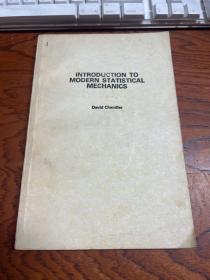 INTRODUCTION TO
MODERN STATISTICAL
MECHANICS
David Chandler